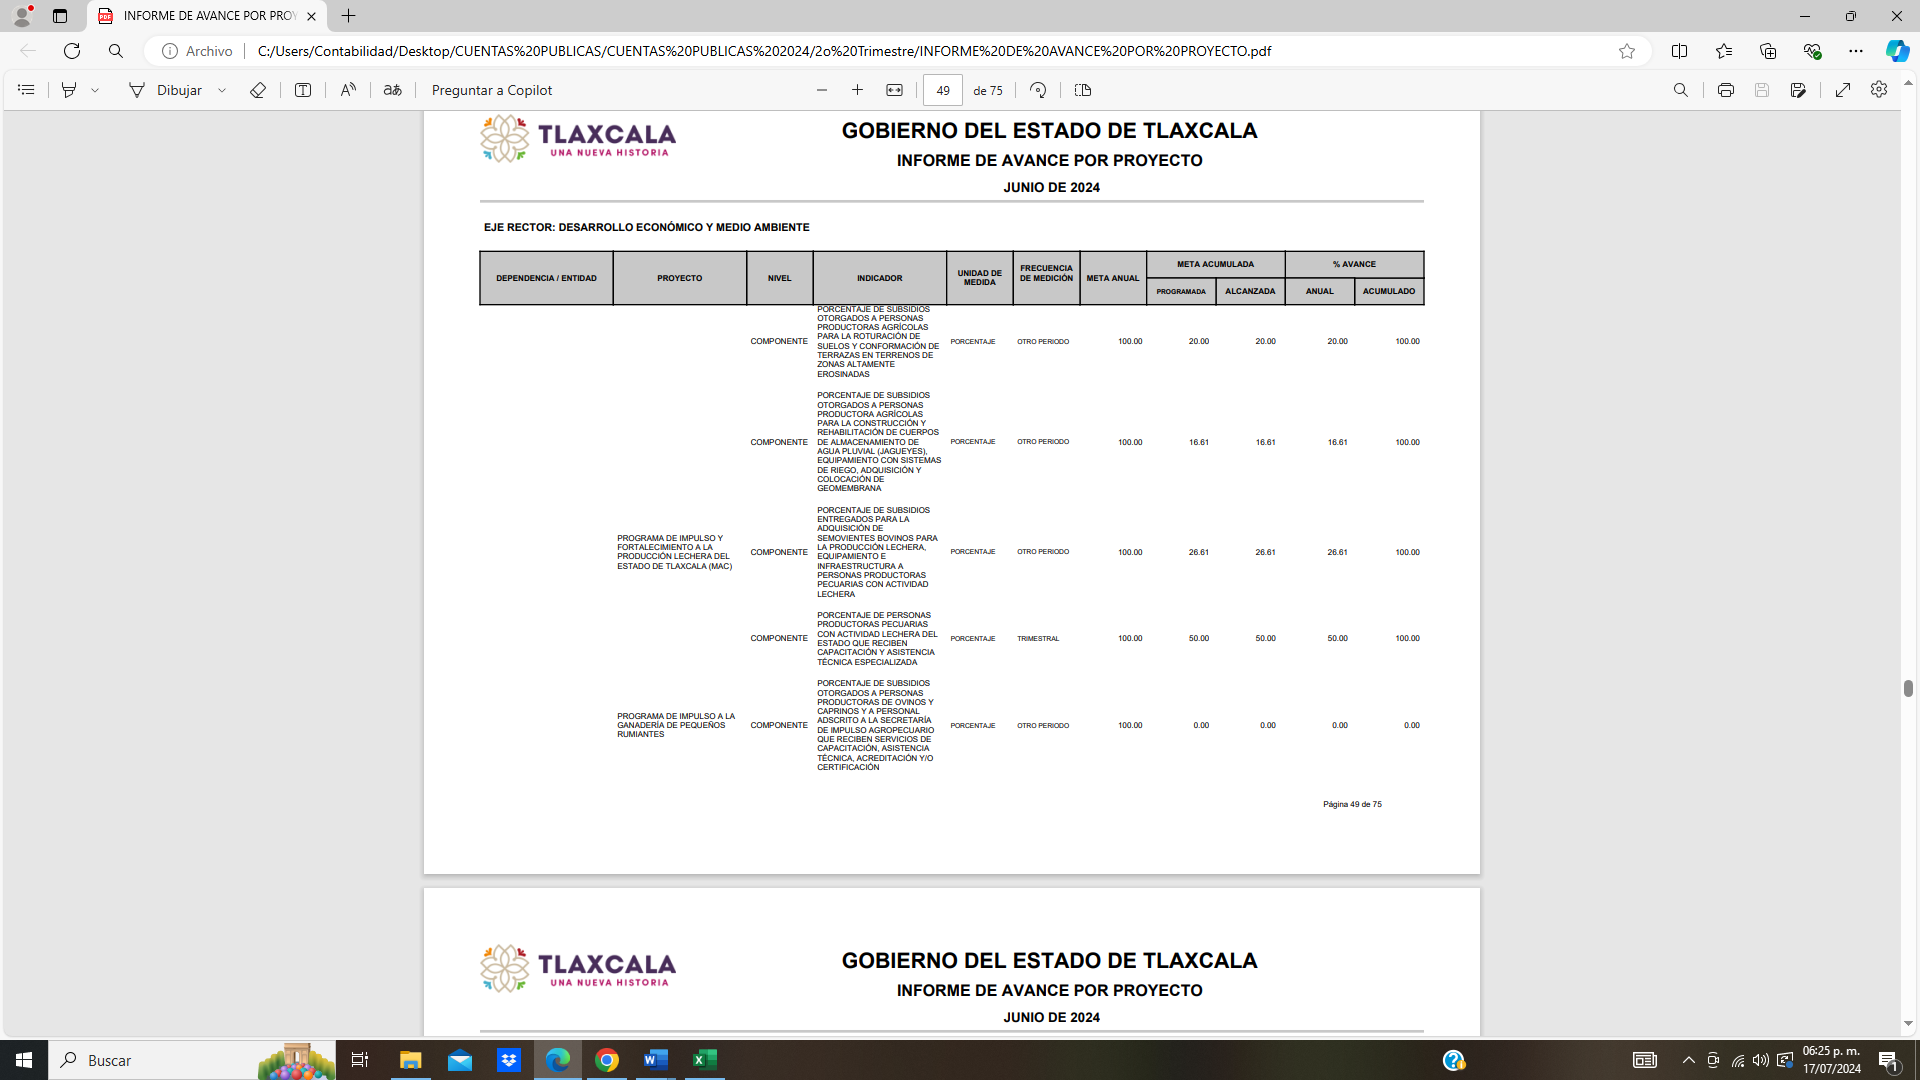 INFORME DE AVANCE POR PROY
Archivo
C:/Users/Contabilidad/Desktop/CUENTAS%20PUBLICAS/CUENTAS%20PUBLICAS%202024/2o%20Trimestre/INFORME%20DE%20AVANCE%20POR%20PROYECTO.pdf
Dibujar
Preguntar a Copilot
49 de 75
TLAXCALA
UNA NUEVA HISTORIA
GOBIERNO DEL ESTADO DE TLAXCALA
INFORME DE AVANCE POR PROYECTO
JUNIO DE 2024
EJE RECTOR: DESARROLLO ECONÓMICO Y MEDIO AMBIENTE
DEPENDENCIA / ENTIDAD
PROYECTO
NIVEL
INDICADOR
UNIDAD DE
MEDIDA
FRECUENCIA
DE MEDICIÓN
META ANUAL
META ACUMULADA
PROGRAMADA
ALCANZADA
% AVANCE
ANUAL
ACUMULADO
COMPONENTE
PORCENTAJE DE SUBSIDIOS
OTORGADOS A PERSONAS
PRODUCTORAS AGRÍCOLAS
PARA LA ROTURACIÓN DE
SUELOS Y CONFORMACIÓN DE
TERRAZAS EN TERRENOS DE
ZONAS ALTAMENTE
EROSINADAS
PORCENTAJE
OTRO PERIODO
100.00
20.00
20.00
20.00
100.00
COMPONENTE
PORCENTAJE DE SUBSIDIOS
OTORGADOS A PERSONAS
PRODUCTORA AGRÍCOLAS
PARA LA CONSTRUCCIÓN Y
REHABILITACIÓN DE CUERPOS
DE ALMACENAMIENTO DE
AGUA PLUVIAL (JAGUEYES),
EQUIPAMIENTO CON SISTEMAS
DE RIEGO, ADQUISICIÓN Y
COLOCACIÓN DE
GEOMEMBRANA
PORCENTAJE
OTRO PERIODO
100.00
16.61
16.61
16.61
100.00
PROGRAMA DE IMPULSO Y
FORTALECIMIENTO A LA
PRODUCCIÓN LECHERA DEL
ESTADO DE TLAXCALA (MAC)
COMPONENTE
PORCENTAJE DE SUBSIDIOS
ENTREGADOS PARA LA
ADQUISICIÓN DE
SEMOVIENTES BOVINOS PARA
LA PRODUCCIÓN LECHERA,
EQUIPAMIENTO E
INFRAESTRUCTURA A
PERSONAS PRODUCTORAS
PECUARIAS CON ACTIVIDAD
LECHERA
PORCENTAJE
OTRO PERIODO
100.00
26.61
26.61
26.61
100.00
COMPONENTE
PORCENTAJE DE PERSONAS
PRODUCTORAS PECUARIAS
CON ACTIVIDAD LECHERA DEL
ESTADO QUE RECIBEN
CAPACITACIÓN Y ASISTENCIA
TÉCNICA ESPECIALIZADA
PORCENTAJE
TRIMESTRAL
100.00
50.00
50.00
50.00
100.00
PROGRAMA DE IMPULSO A LA
GANADERÍA DE PEQUEÑOS
RUMIANTES
COMPONENTE
PORCENTAJE DE SUBSIDIOS
OTORGADOS A PERSONAS
PRODUCTORAS DE OVINOS Y
CAPRINOS Y A PERSONAL
ADSCRITO A LA SECRETARÍA
DE IMPULSO AGROPECUARIO
QUE RECIBEN SERVICIOS DE
CAPACITACIÓN, ASISTENCIA
TÉCNICA, ACREDITACIÓN Y/O
CERTIFICACIÓN
PORCENTAJE
OTRO PERIODO
100.00
0.00
0.00
0.00
0.00
Página 49 de 75
TLAXCALA
UNA NUEVA HISTORIA
GOBIERNO DEL ESTADO DE TLAXCALA
INFORME DE AVANCE POR PROYECTO
JUNIO DE 2024
Buscar
06:25 p. m.
17/07/2024
1